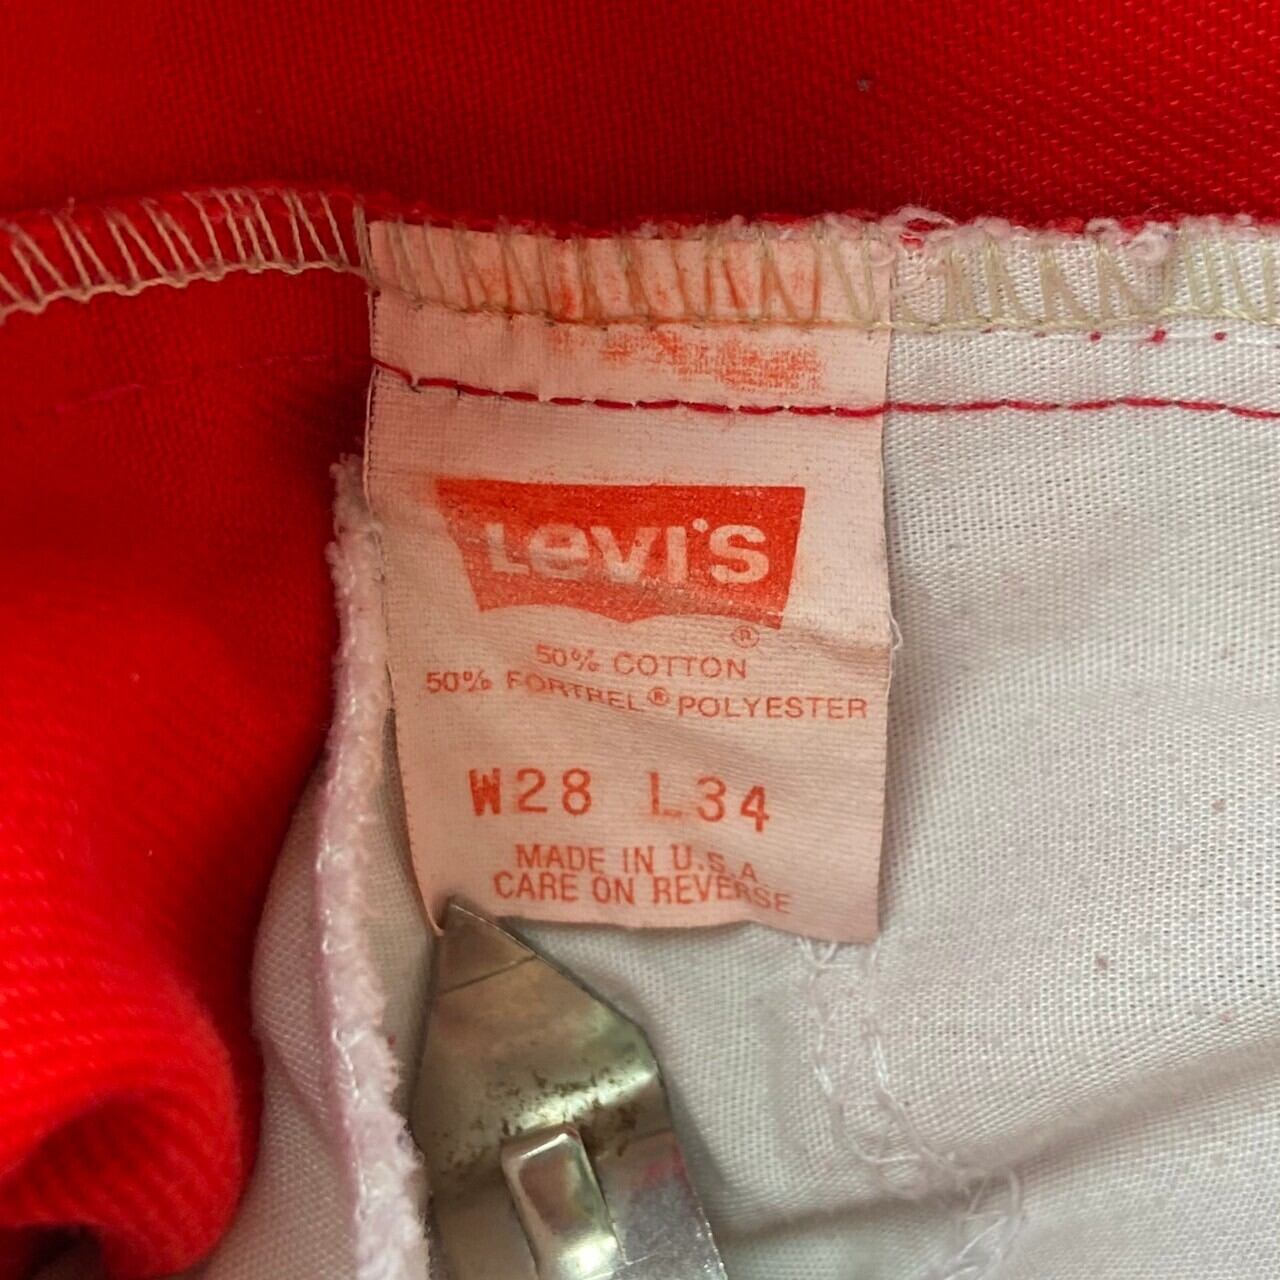 Levi's
®
50% COTTON
50% FORTREL® POLYESTER
W28 L34
MADE IN U.S.A
CARE ON REVERSE